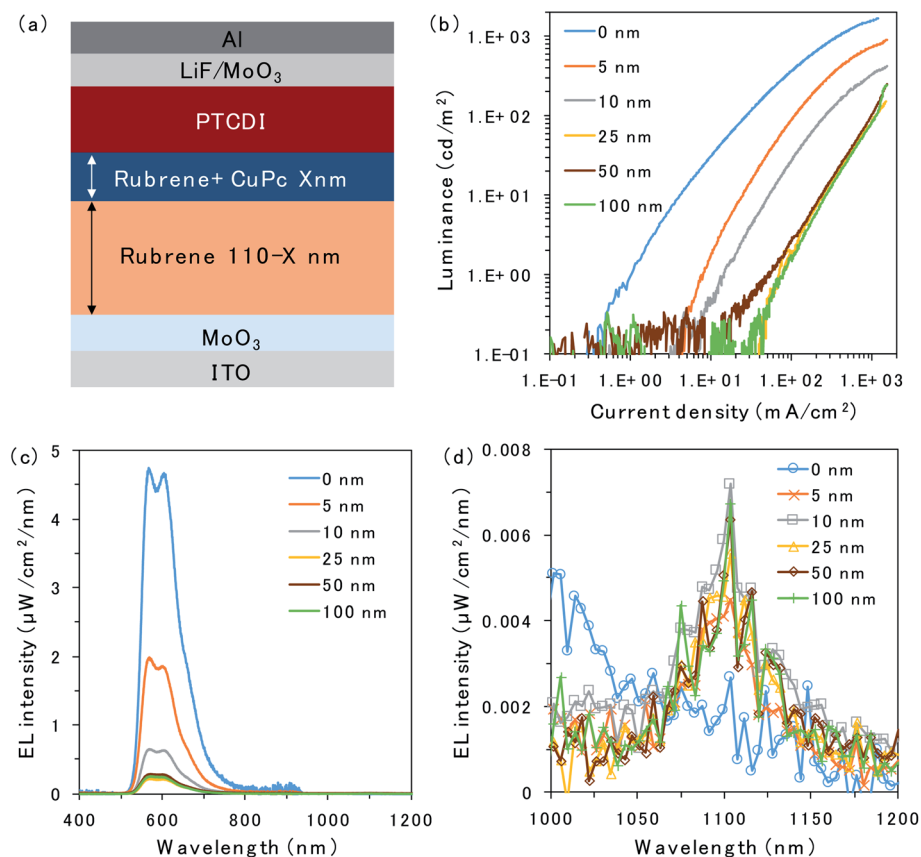 (a)
Al
LiF/MoO₃
PTCDI
Rubrene+ CuPc Xnm
Rubrene 110-X nm
MoO₃
ITO
(b)
Luminance (cd/m²)
1.E+03
1.E+02
1.E+01
1.E+00
1.E-01
0 nm
5 nm
10 nm
25 nm
50 nm
100 nm
1.E-01 1.E+00 1.E+01 1.E+02 1.E+03
Current density (mA/cm²)
(c)
EL intensity (μW/cm²/nm)
5
4
3
2
1
0
0 nm
5 nm
10 nm
25 nm
50 nm
100 nm
400 600 800 1000 1200
Wavelength (nm)
(d)
EL intensity (μW/cm²/nm)
0.008
0.006
0.004
0.002
0
0 nm
5 nm
10 nm
25 nm
50 nm
100 nm
1000 1050 1100 1150 1200
Wavelength (nm)